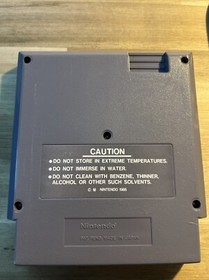 CAUTION
● DO NOT STORE IN EXTREME TEMPERATURES.
● DO NOT IMMERSE IN WATER.
● DO NOT CLEAN WITH BENZENE, THINNER,
ALCOHOL OR OTHER SUCH SOLVENTS.
© ® NINTENDO 1985
Nintendo